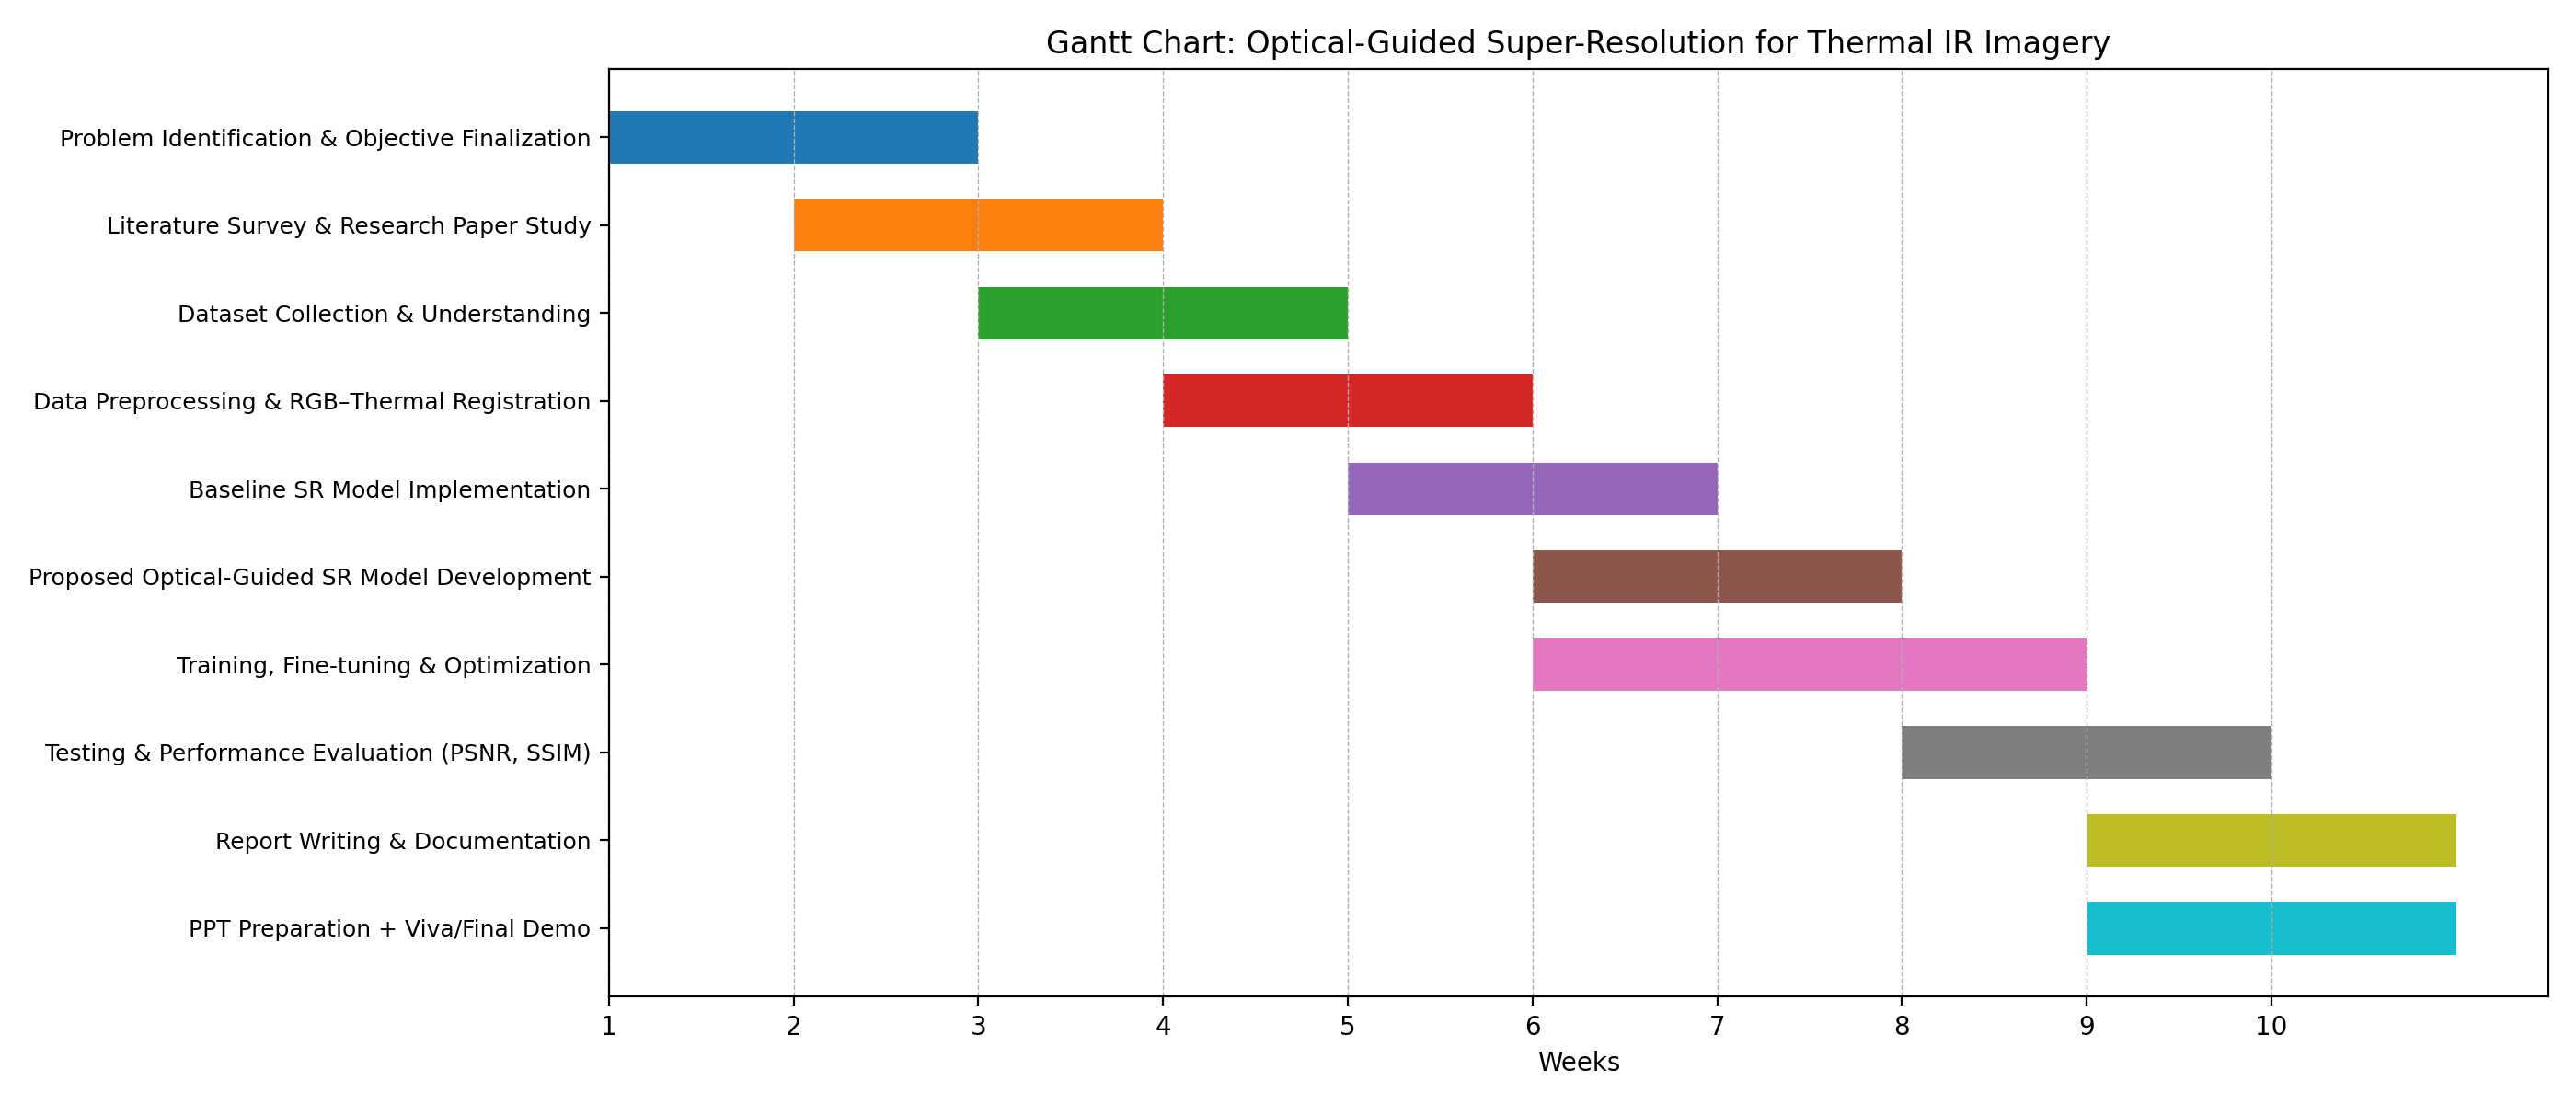 Gantt Chart: Optical-Guided Super-Resolution for Thermal IR Imagery
Problem Identification & Objective Finalization
Literature Survey & Research Paper Study
Dataset Collection & Understanding
Data Preprocessing & RGB–Thermal Registration
Baseline SR Model Implementation
Proposed Optical-Guided SR Model Development
Training, Fine-tuning & Optimization
Testing & Performance Evaluation (PSNR, SSIM)
Report Writing & Documentation
PPT Preparation + Viva/Final Demo
1 2 3 4 5 6 7 8 9 10
Weeks